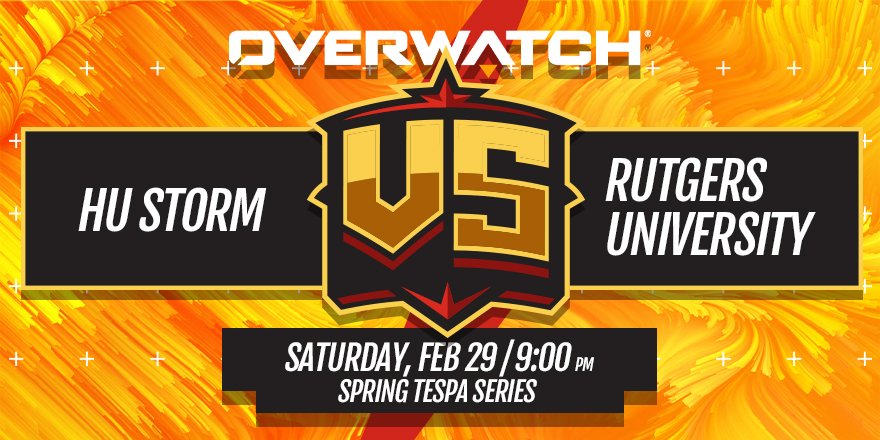 OVERWATCH®
VS
HU STORM
RUTGERS
UNIVERSITY
SATURDAY, FEB 29 / 9:00 PM
SPRING TESPA SERIES